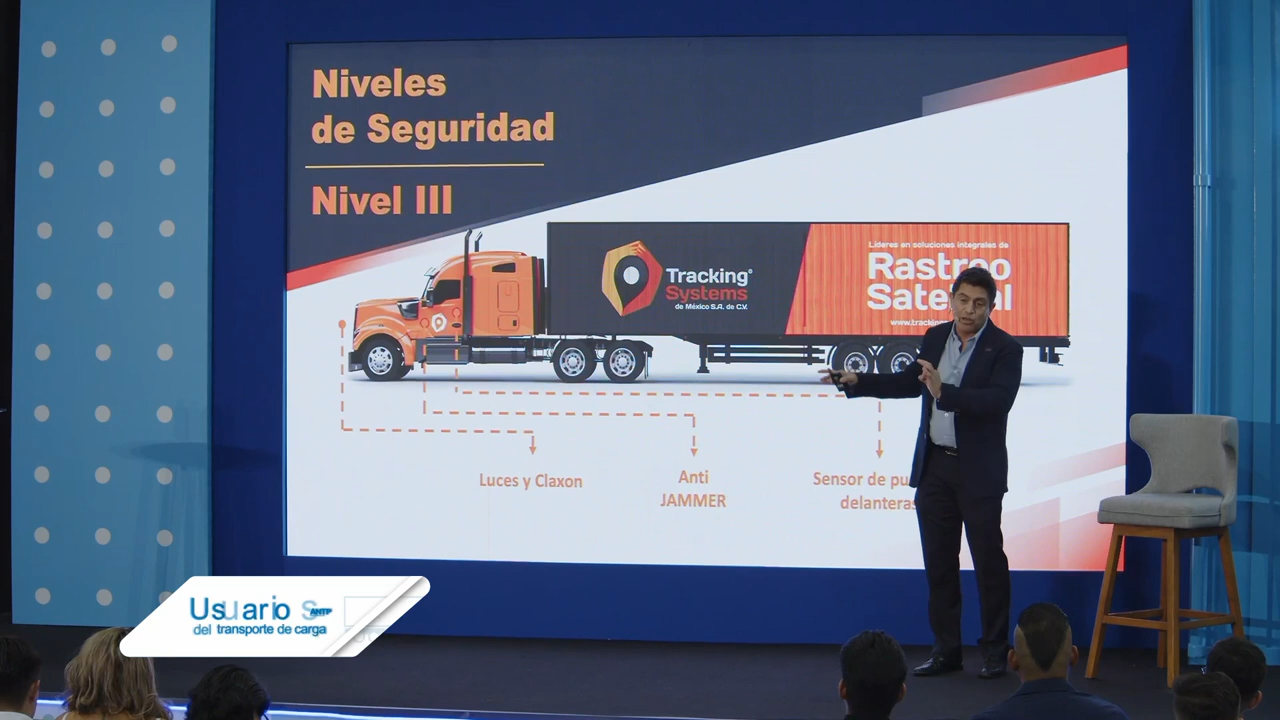 Niveles
de Seguridad
Nivel III
Líderes en soluciones integrales de
Rastreo
Tracking®
Systems
de México S.A. de C.V.
Luces y Claxon
Anti
JAMMER
Sensor de
delanteras
Usuario
ANTP
del transporte de carga